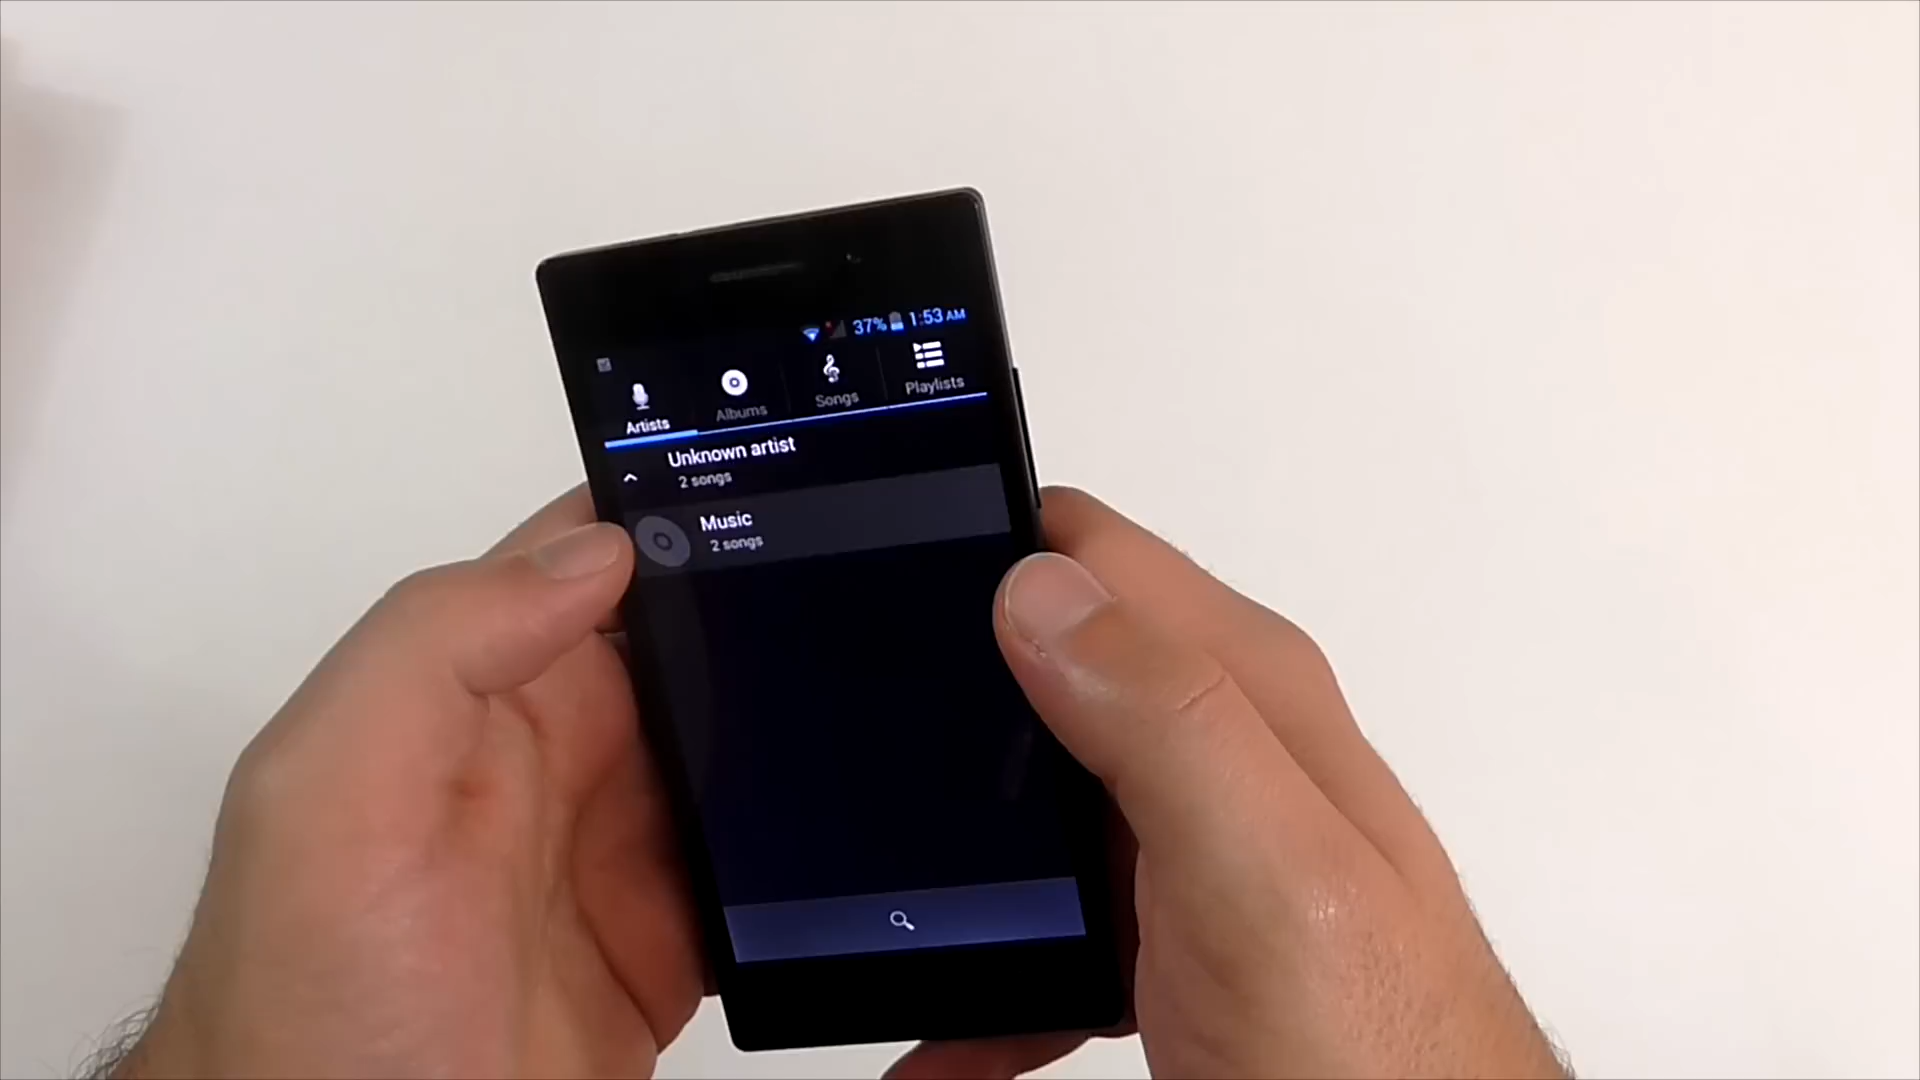 37% 1:53 AM
Artists Albums Songs Playlists
Unknown artist
2 songs
Music
2 songs